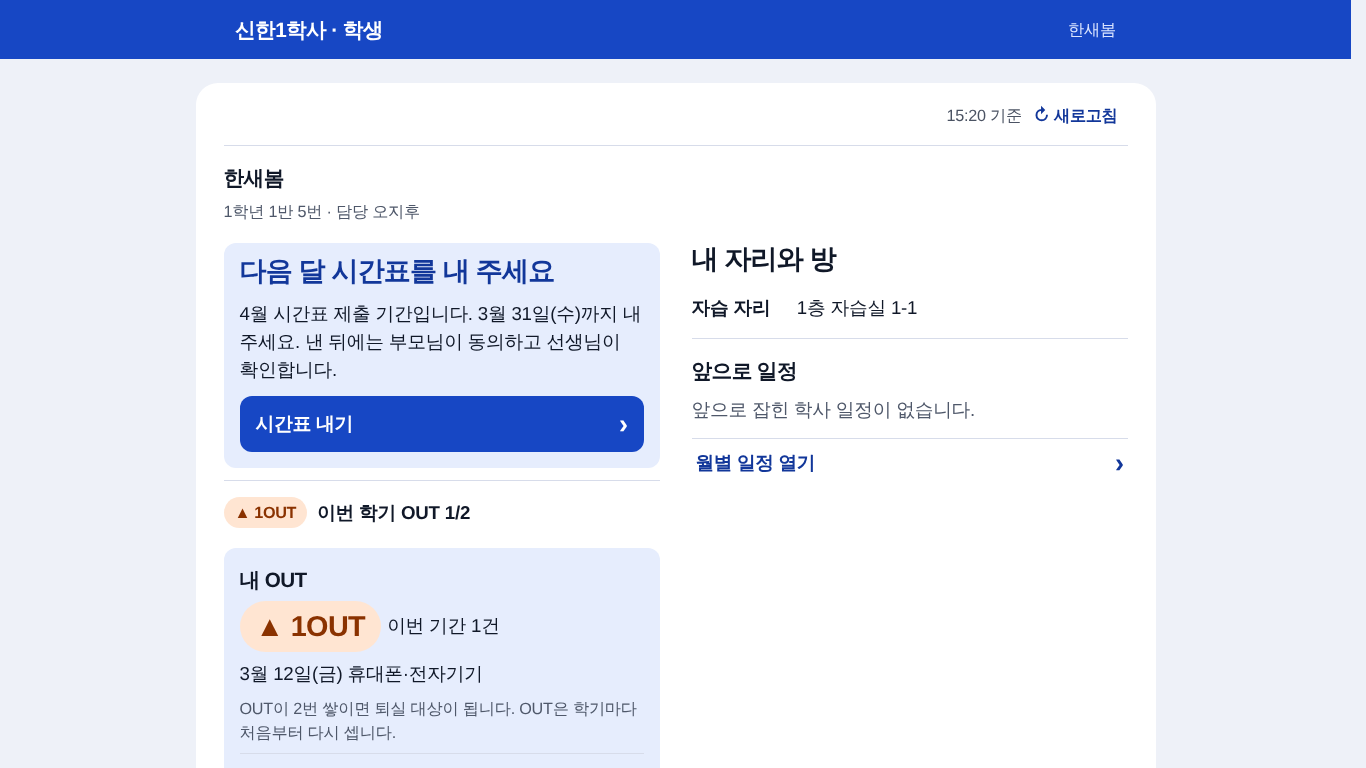 신한1학사 · 학생
한새봄
15:20 기준 ↻ 새로고침
한새봄
1학년 1반 5번 · 담당 오지후
다음 달 시간표를 내 주세요
4월 시간표 제출 기간입니다. 3월 31일(수)까지 내
주세요. 낸 뒤에는 부모님이 동의하고 선생님이
확인합니다.
시간표 내기 ›
▲ 1OUT 이번 학기 OUT 1/2
내 OUT
▲ 1OUT 이번 기간 1건
3월 12일(금) 휴대폰·전자기기
OUT이 2번 쌓이면 퇴실 대상이 됩니다. OUT은 학기마다
처음부터 다시 셉니다.
내 자리와 방
자습 자리 1층 자습실 1-1
앞으로 일정
앞으로 잡힌 학사 일정이 없습니다.
월별 일정 열기 ›